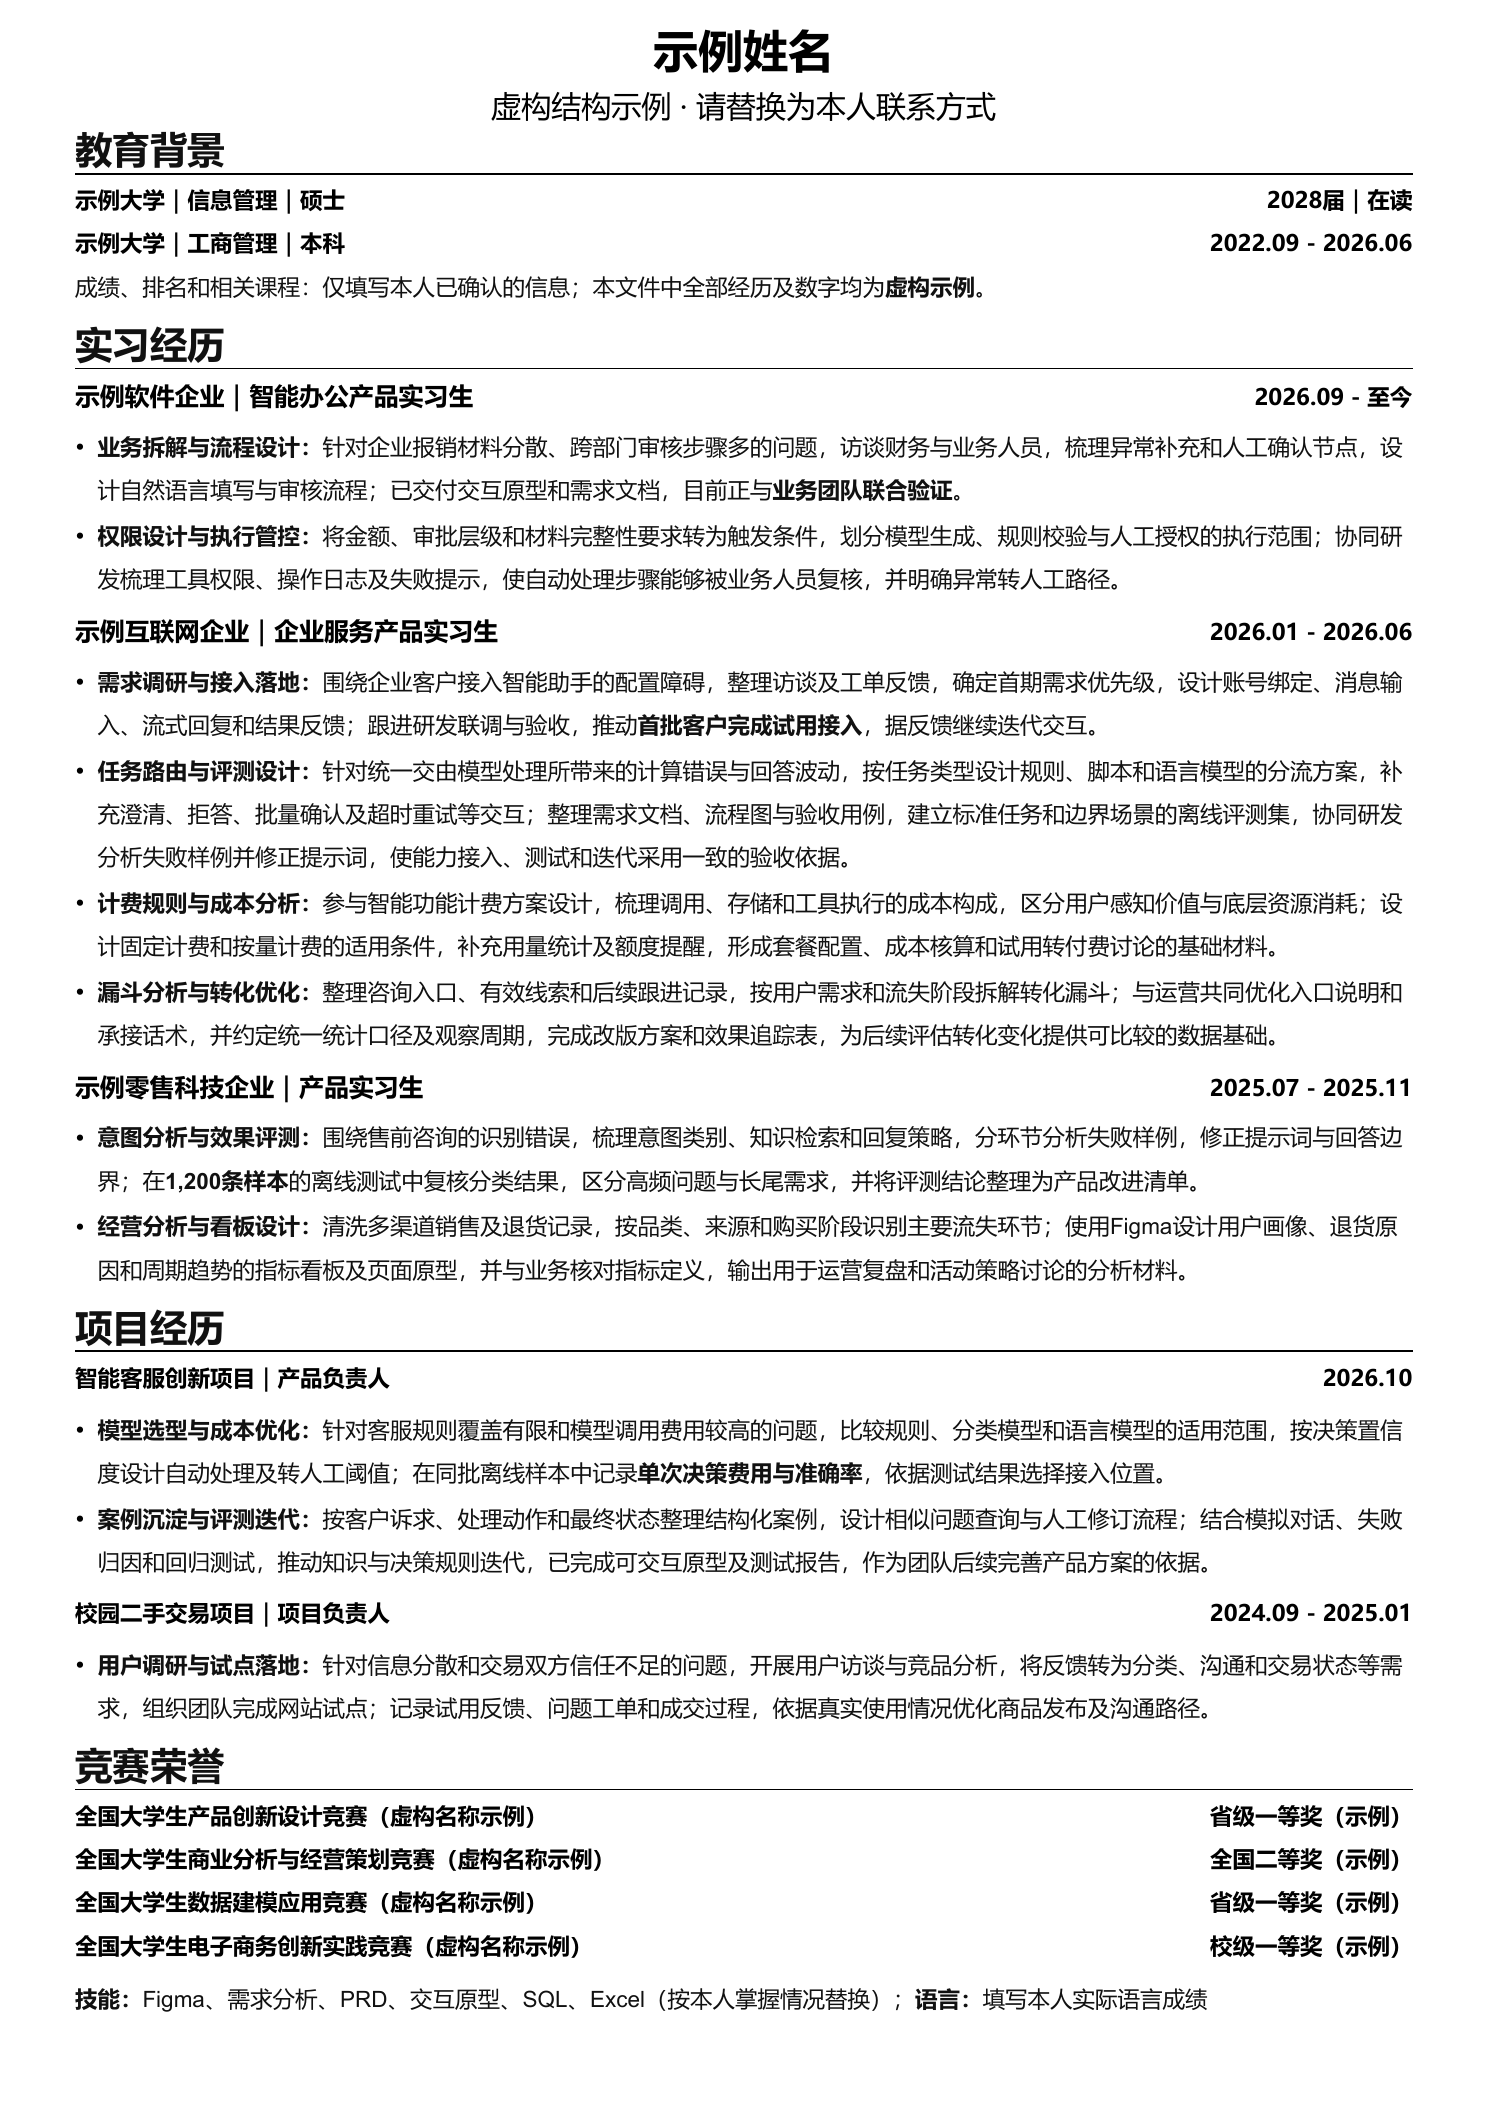 示例姓名
虚构结构示例 · 请替换为本人联系方式
教育背景
示例大学 | 信息管理 | 硕士 2028届 | 在读
示例大学 | 工商管理 | 本科 2022.09 - 2026.06
成绩、排名和相关课程：仅填写本人已确认的信息；本文件中全部经历及数字均为虚构示例。
实习经历
示例软件企业 | 智能办公产品实习生 2026.09 - 至今
• 业务拆解与流程设计：针对企业报销材料分散、跨部门审核步骤多的问题，访谈财务与业务人员，梳理异常补充和人工确认节点，设
计自然语言填写与审核流程；已交付交互原型和需求文档，目前正与业务团队联合验证。
• 权限设计与执行管控：将金额、审批层级和材料完整性要求转为触发条件，划分模型生成、规则校验与人工授权的执行范围；协同研
发梳理工具权限、操作日志及失败提示，使自动处理步骤能够被业务人员复核，并明确异常转人工路径。
示例互联网企业 | 企业服务产品实习生 2026.01 - 2026.06
• 需求调研与接入落地：围绕企业客户接入智能助手的配置障碍，整理访谈及工单反馈，确定首期需求优先级，设计账号绑定、消息输
入、流式回复和结果反馈；跟进研发联调与验收，推动首批客户完成试用接入，据反馈继续迭代交互。
• 任务路由与评测设计：针对统一交由模型处理所带来的计算错误与回答波动，按任务类型设计规则、脚本和语言模型的分流方案，补
充澄清、拒答、批量确认及超时重试等交互；整理需求文档、流程图与验收用例，建立标准任务和边界场景的离线评测集，协同研发
分析失败样例并修正提示词，使能力接入、测试和迭代采用一致的验收依据。
• 计费规则与成本分析：参与智能功能计费方案设计，梳理调用、存储和工具执行的成本构成，区分用户感知价值与底层资源消耗；设
计固定计费和按量计费的适用条件，补充用量统计及额度提醒，形成套餐配置、成本核算和试用转付费讨论的基础材料。
• 漏斗分析与转化优化：整理咨询入口、有效线索和后续跟进记录，按用户需求和流失阶段拆解转化漏斗；与运营共同优化入口说明和
承接话术，并约定统一统计口径及观察周期，完成改版方案和效果追踪表，为后续评估转化变化提供可比较的数据基础。
示例零售科技企业 | 产品实习生 2025.07 - 2025.11
• 意图分析与效果评测：围绕售前咨询的识别错误，梳理意图类别、知识检索和回复策略，分环节分析失败样例，修正提示词与回答边
界；在1,200条样本的离线测试中复核分类结果，区分高频问题与长尾需求，并将评测结论整理为产品改进清单。
• 经营分析与看板设计：清洗多渠道销售及退货记录，按品类、来源和购买阶段识别主要流失环节；使用Figma设计用户画像、退货原
因和周期趋势的指标看板及页面原型，并与业务核对指标定义，输出用于运营复盘和活动策略讨论的分析材料。
项目经历
智能客服创新项目 | 产品负责人 2026.10
• 模型选型与成本优化：针对客服规则覆盖有限和模型调用费用较高的问题，比较规则、分类模型和语言模型的适用范围，按决策置信
度设计自动处理及转人工阈值；在同批离线样本中记录单次决策费用与准确率，依据测试结果选择接入位置。
• 案例沉淀与评测迭代：按客户诉求、处理动作和最终状态整理结构化案例，设计相似问题查询与人工修订流程；结合模拟对话、失败
归因和回归测试，推动知识与决策规则迭代，已完成可交互原型及测试报告，作为团队后续完善产品方案的依据。
校园二手交易项目 | 项目负责人 2024.09 - 2025.01
• 用户调研与试点落地：针对信息分散和交易双方信任不足的问题，开展用户访谈与竞品分析，将反馈转为分类、沟通和交易状态等需
求，组织团队完成网站试点；记录试用反馈、问题工单和成交过程，依据真实使用情况优化商品发布及沟通路径。
竞赛荣誉
全国大学生产品创新设计竞赛（虚构名称示例） 省级一等奖（示例）
全国大学生商业分析与经营策划竞赛（虚构名称示例） 全国二等奖（示例）
全国大学生数据建模应用竞赛（虚构名称示例） 省级一等奖（示例）
全国大学生电子商务创新实践竞赛（虚构名称示例） 校级一等奖（示例）
技能：Figma、需求分析、PRD、交互原型、SQL、Excel（按本人掌握情况替换）；语言：填写本人实际语言成绩